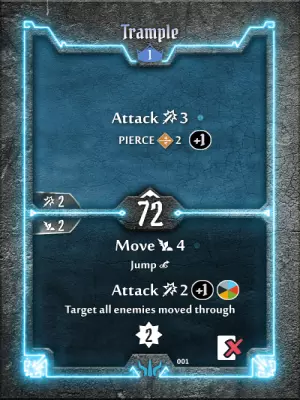 Trample
1
Attack 3
PIERCE 2 +1
2
72
2
Move 4
Jump
Attack 2 +1
Target all enemies moved through
2
001